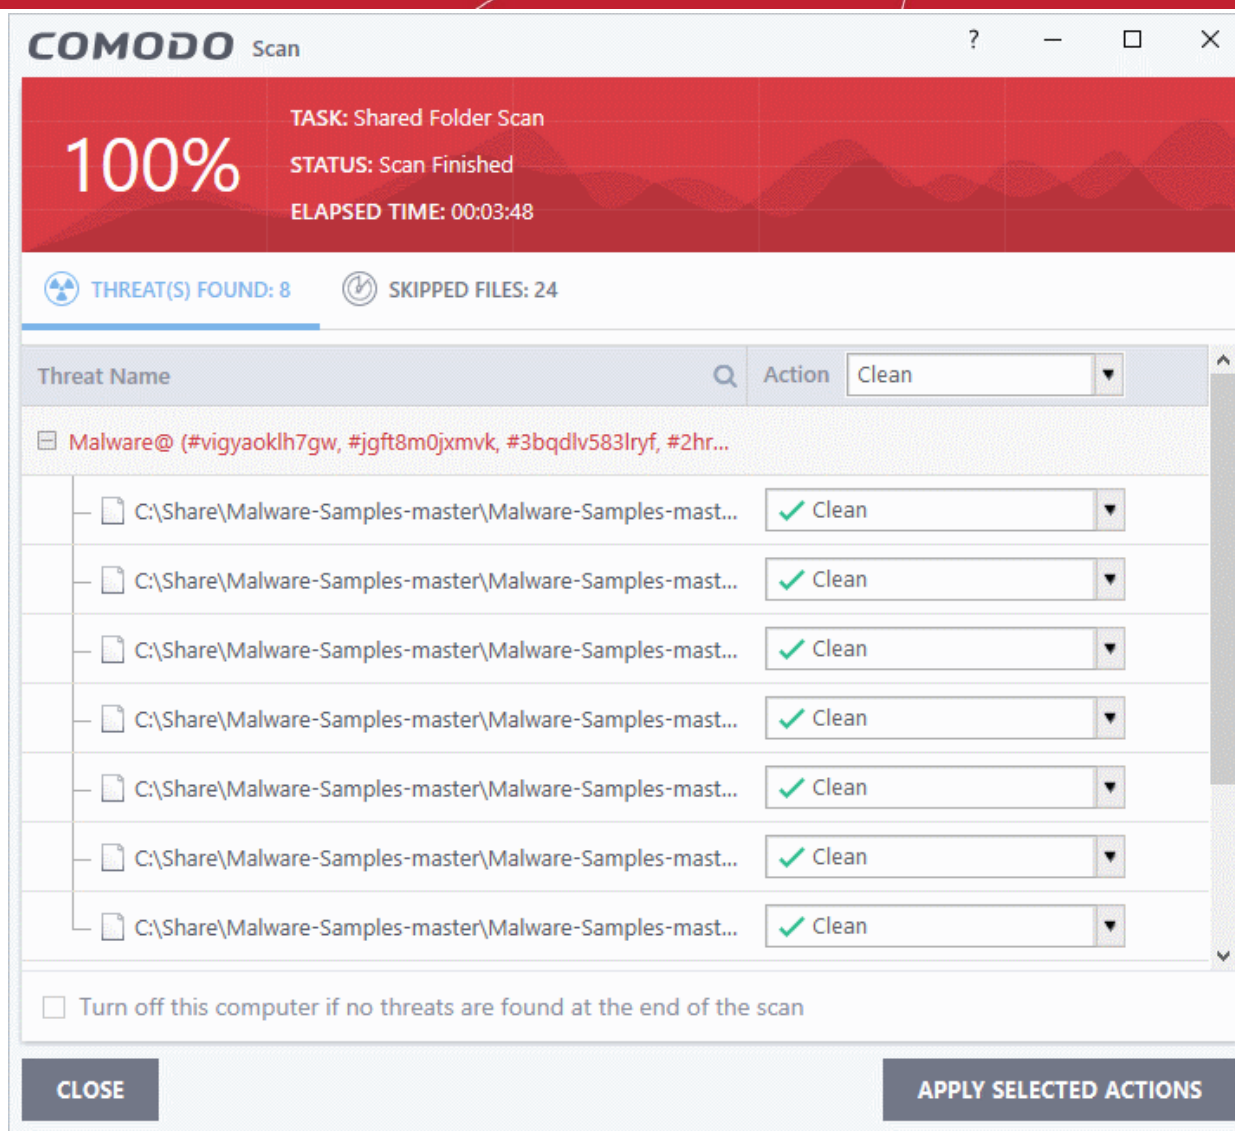 COMODO Scan ?
100%
TASK: Shared Folder Scan
STATUS: Scan Finished
ELAPSED TIME: 00:03:48
THREAT(S) FOUND: 8 SKIPPED FILES: 24
Threat Name Action Clean
Malware@ (#vigyaoklh7gw, #jgft8m0jxmvk, #3bqdlv583lryf, #2hr...
C:\Share\Malware-Samples-master\Malware-Samples-mast... Clean
C:\Share\Malware-Samples-master\Malware-Samples-mast... Clean
C:\Share\Malware-Samples-master\Malware-Samples-mast... Clean
C:\Share\Malware-Samples-master\Malware-Samples-mast... Clean
C:\Share\Malware-Samples-master\Malware-Samples-mast... Clean
C:\Share\Malware-Samples-master\Malware-Samples-mast... Clean
C:\Share\Malware-Samples-master\Malware-Samples-mast... Clean
Turn off this computer if no threats are found at the end of the scan
CLOSE APPLY SELECTED ACTIONS